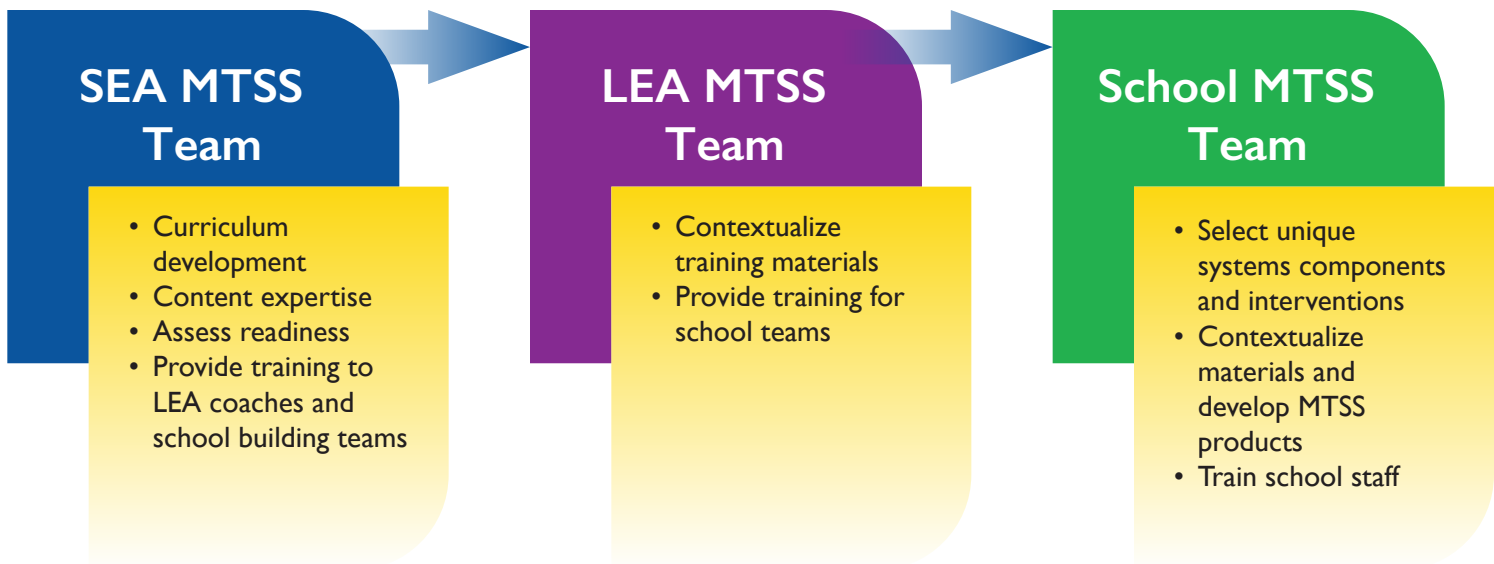 SEA MTSS
Team
• Curriculum
development
• Content expertise
• Assess readiness
• Provide training to
LEA coaches and
school building teams
LEA MTSS
Team
• Contextualize
training materials
• Provide training for
school teams
School MTSS
Team
• Select unique
systems components
and interventions
• Contextualize
materials and
develop MTSS
products
• Train school staff